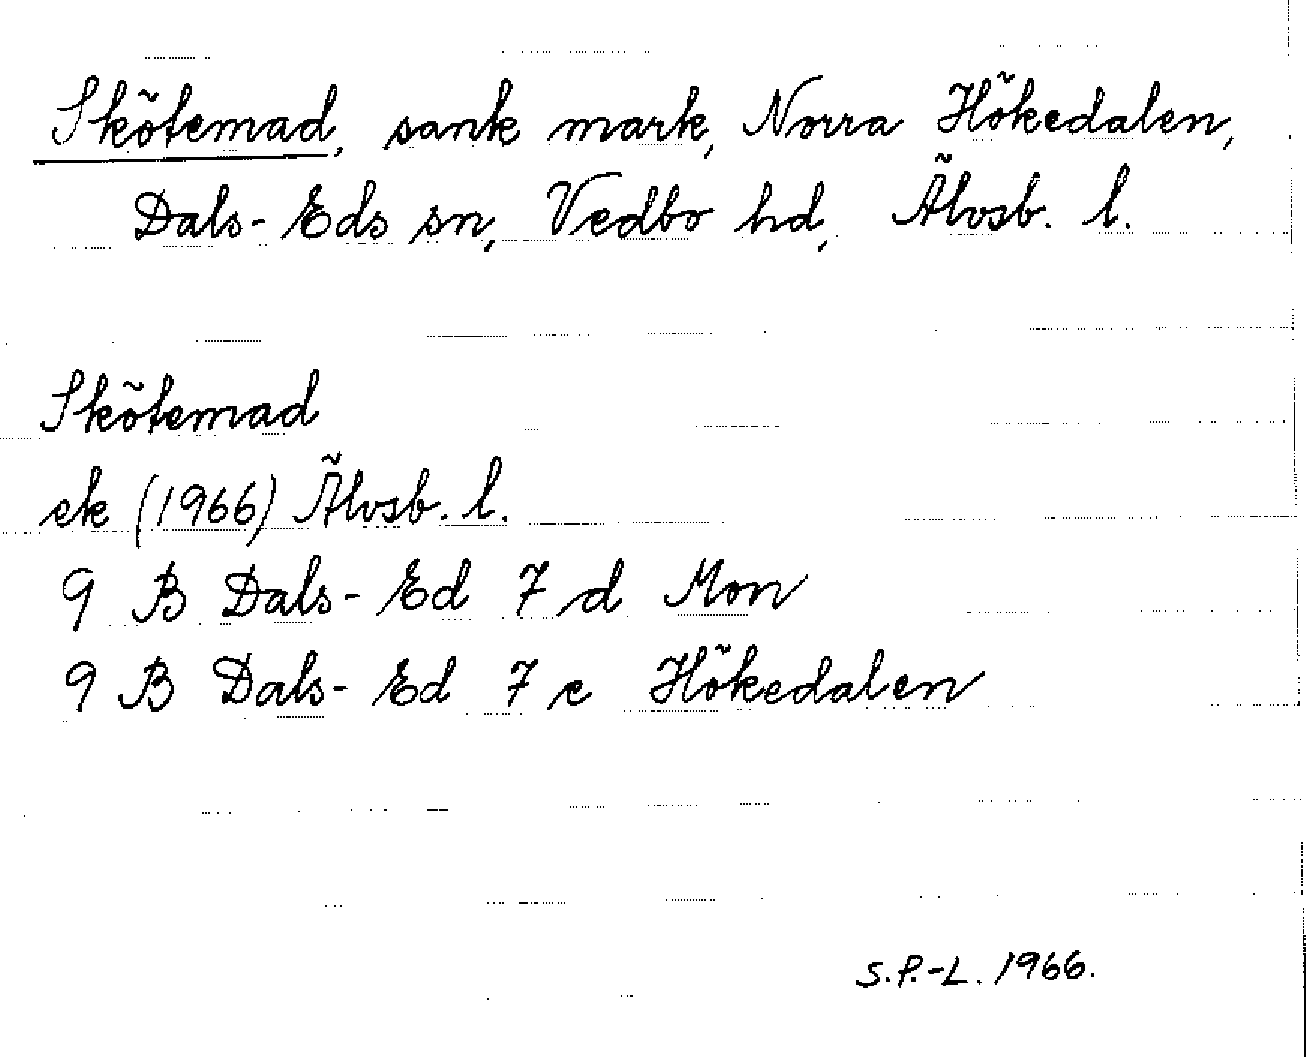 Skötemad, sank mark, Norra Hökedalen,
Dals-Eds sn, Vedbo hd, Älvsb. l.
Skötemad
ek (1966) Älvsb. l.
9 B Dals-Ed 7 d Mon
9 B Dals-Ed 7 e Hökedalen
S.P.-L. 1966.